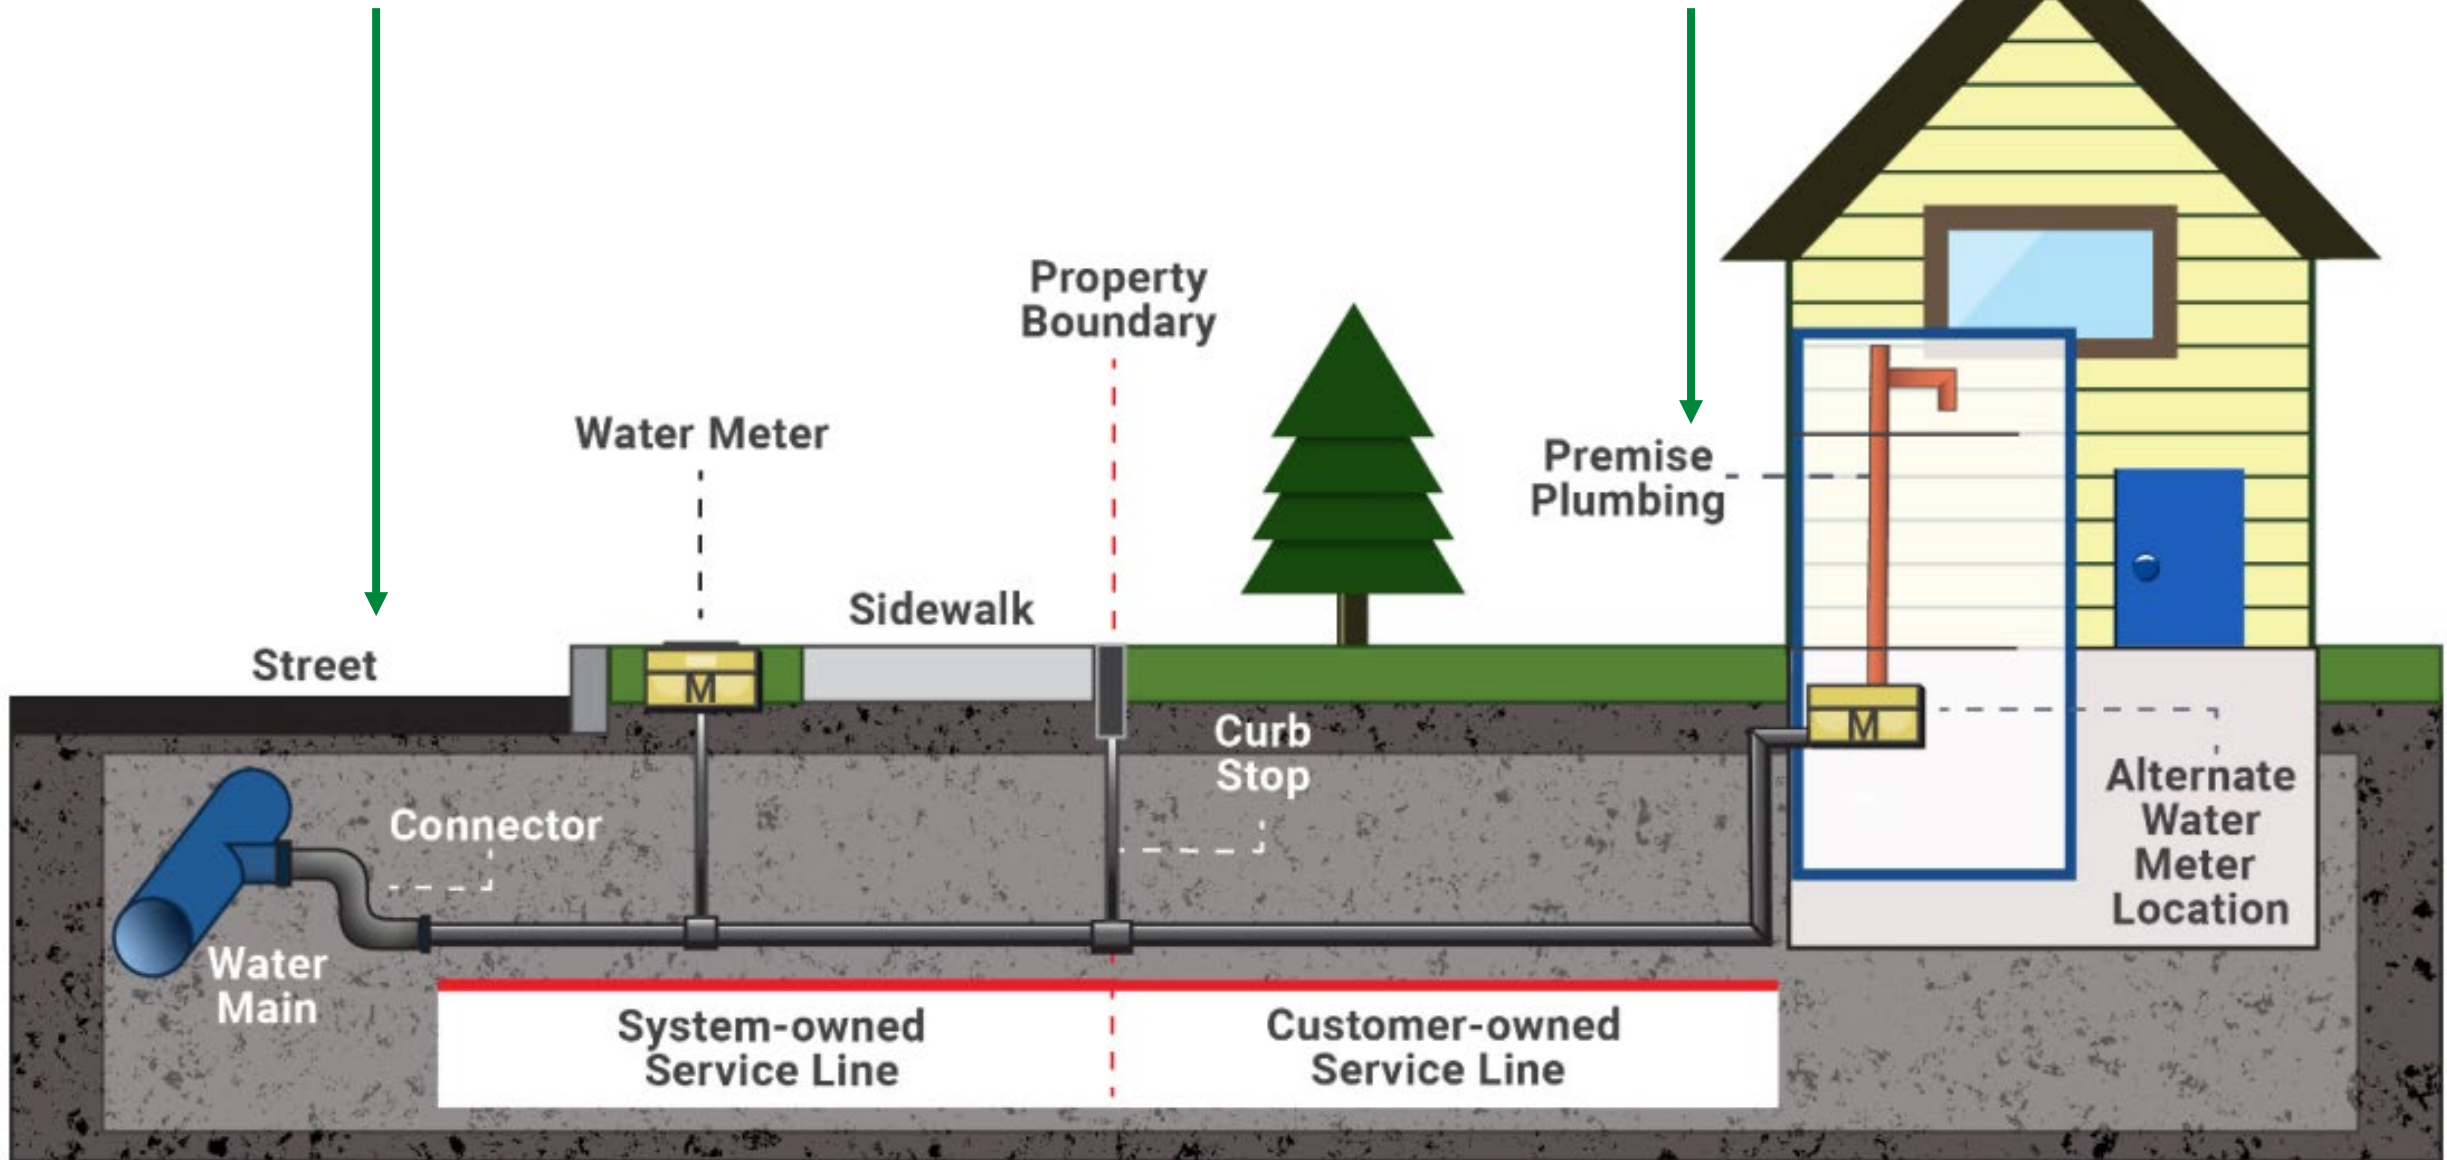 Property
Boundary
Water Meter
Premise
Plumbing
Sidewalk
Street
M
Curb
Stop
M
Connector
Alternate
Water
Meter
Location
Water
Main
System-owned
Service Line
Customer-owned
Service Line